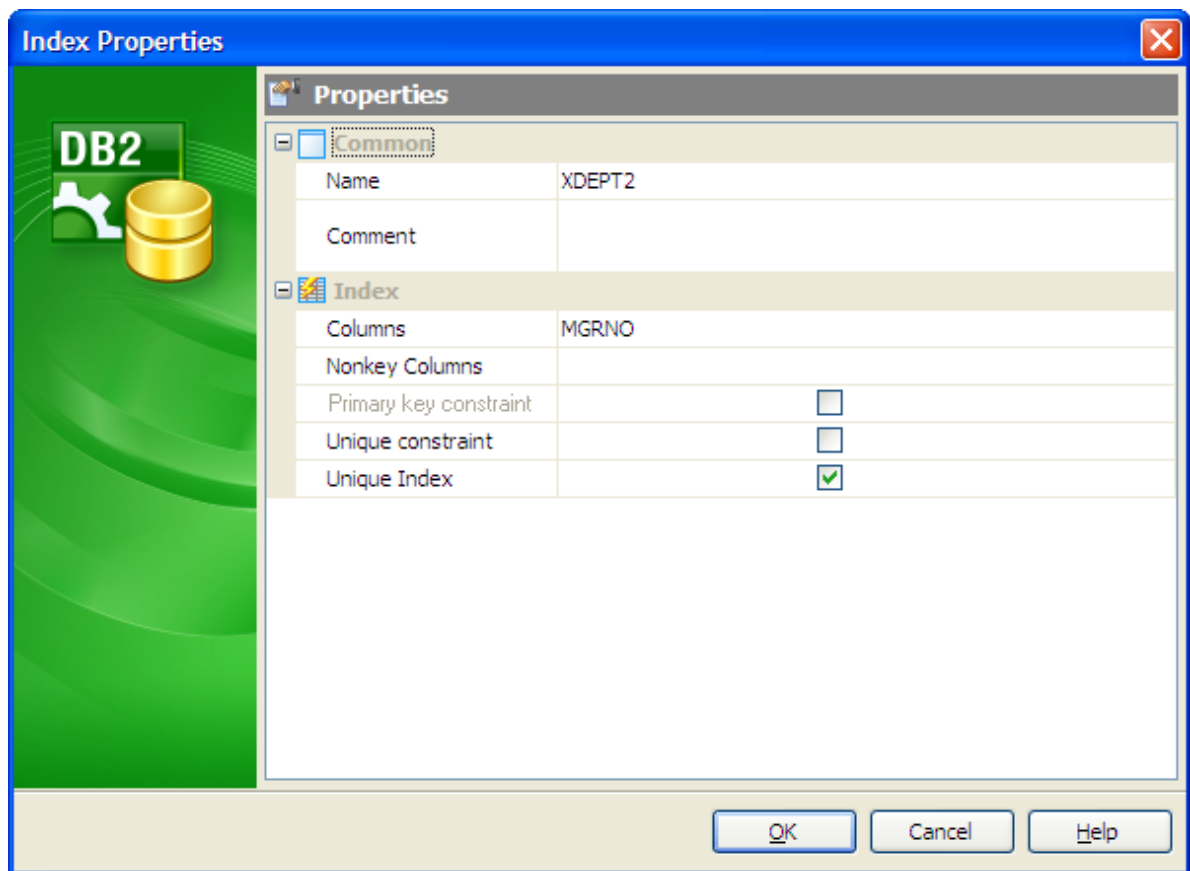 Index Properties
DB2
Properties
Common
Name XDEPT2
Comment
Index
Columns MGRNO
Nonkey Columns
Primary key constraint
Unique constraint
Unique Index
OK Cancel Help